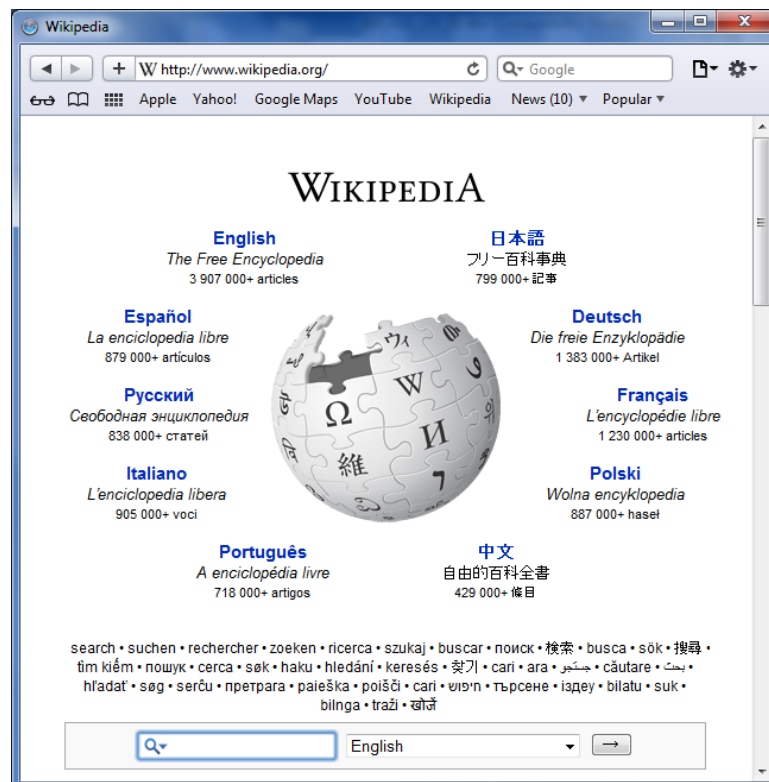 Wikipedia
http://www.wikipedia.org/
Google
Apple Yahoo! Google Maps YouTube Wikipedia News (10) Popular
WIKIPEDIA
English
The Free Encyclopedia
3 907 000+ articles
日本語
フリー百科事典
799 000+ 記事
Español
La enciclopedia libre
879 000+ artículos
Deutsch
Die freie Enzyklopädie
1 383 000+ Artikel
Русский
Свободная энциклопедия
838 000+ статей
Français
L'encyclopédie libre
1 230 000+ articles
Italiano
L'enciclopedia libera
905 000+ voci
Polski
Wolna encyklopedia
887 000+ haseł
Português
A enciclopédia livre
718 000+ artigos
中文
自由的百科全書
429 000+ 條目
Ω W И 維 ウィ
search • suchen • rechercher • zoeken • ricerca • szukaj • buscar • поиск • 検索 • busca • sök • 搜尋 •
tìm kiếm • пошук • cerca • søk • haku • hledání • keresés • 찾기 • cari • ara • جستجو • căutare • بحث •
hľadať • søg • serĉu • претрага • paieška • poišči • cari • חיפוש • търсене • іздеу • bilatu • suk •
bilnga • traži • खोजें
English